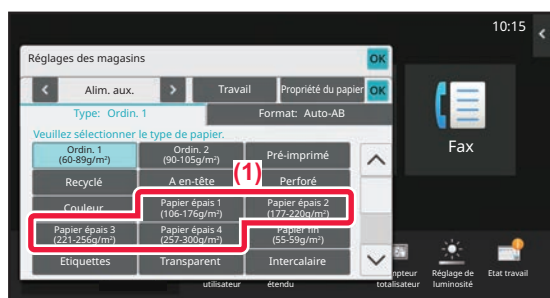 10:15
Réglages des magasins
OK
Alim. aux.
Travail
Propriété du papier
OK
Type: Ordin. 1
Format: Auto-AB
Veuillez sélectionner le type de papier.
Ordin. 1
(60-89g/m²)
Ordin. 2
(90-105g/m²)
Pré-imprimé
Recyclé
A en-tête
(1)
Perforé
Couleur
Papier épais 1
(106-176g/m²)
Papier épais 2
(177-220g/m²)
Papier épais 3
(221-256g/m²)
Papier épais 4
(257-300g/m²)
Papier fin
(55-59g/m²)
Etiquettes
Transparent
Intercalaire
Fax
utilisateur
étendu
totalisateur
Réglage de
luminosité
Etat travail